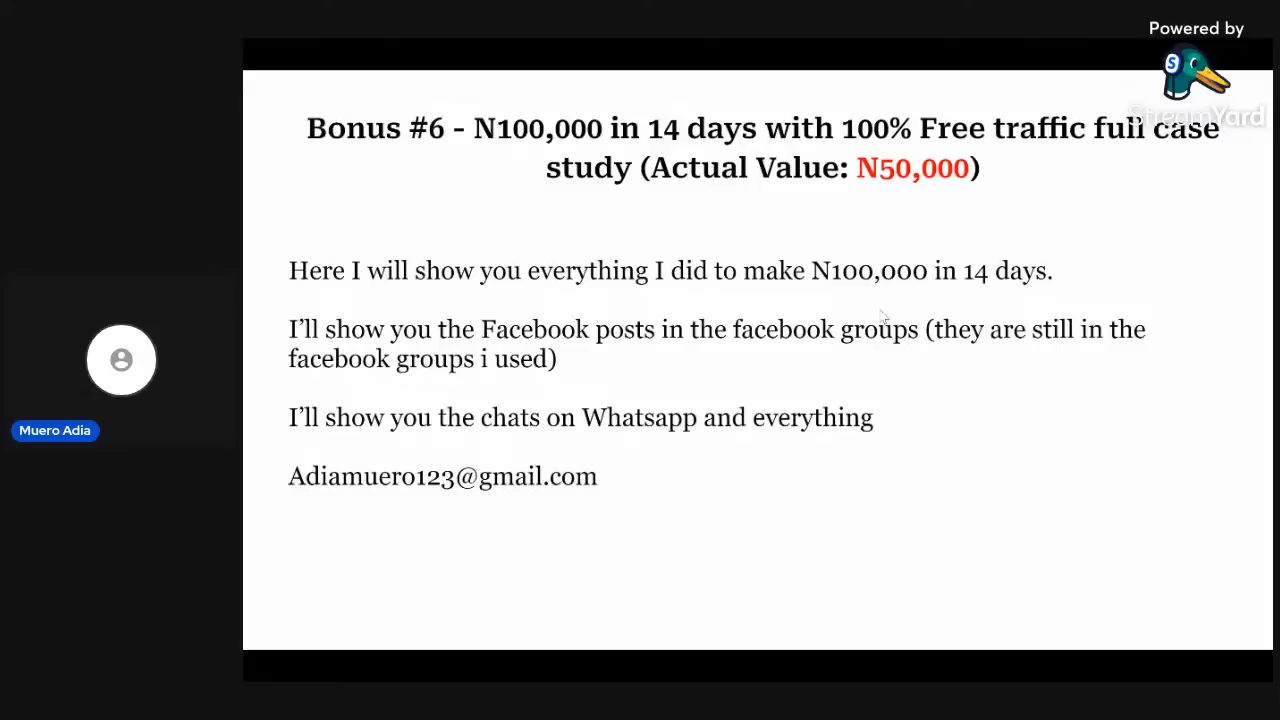 Powered by
S
StreamYard
Bonus #6 - N100,000 in 14 days with 100% Free traffic full case
study (Actual Value: N50,000)
Here I will show you everything I did to make N100,000 in 14 days.
I’ll show you the Facebook posts in the facebook groups (they are still in the
facebook groups i used)
I’ll show you the chats on Whatsapp and everything
Adiamuero123@gmail.com
Muero Adia